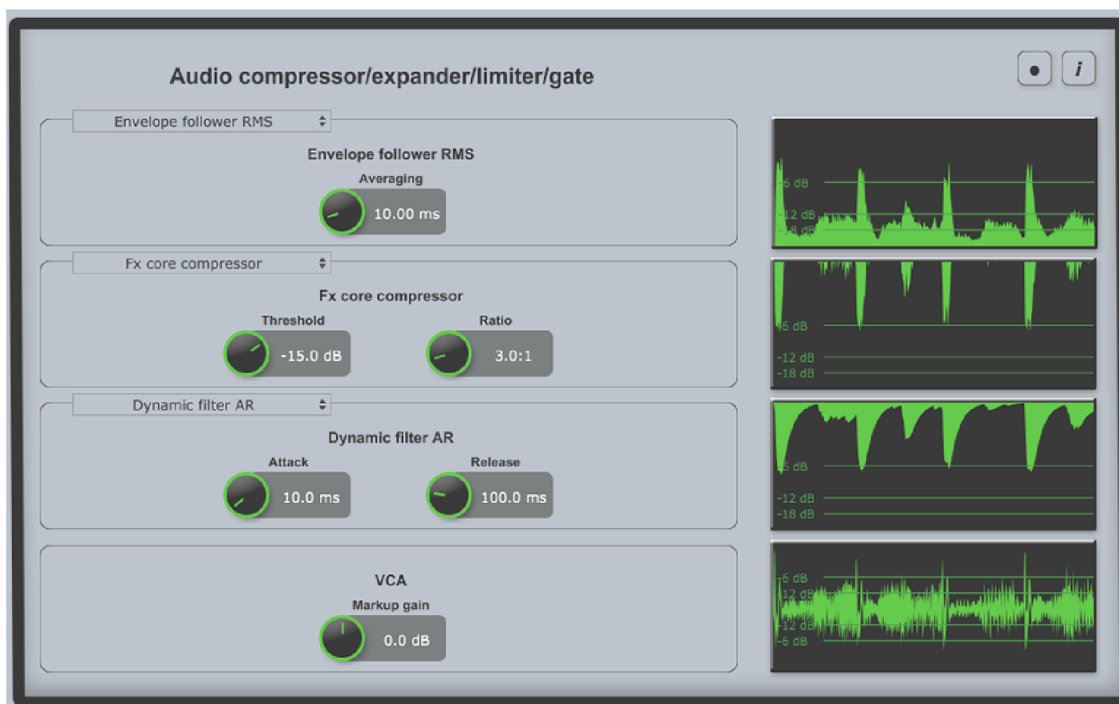 Audio compressor/expander/limiter/gate
i
Envelope follower RMS
Envelope follower RMS
Averaging
10.00 ms
-6 dB
-12 dB
-18 dB
Fx core compressor
Fx core compressor
Threshold
Ratio
-15.0 dB
3.0:1
-6 dB
-12 dB
-18 dB
Dynamic filter AR
Dynamic filter AR
Attack
Release
10.0 ms
100.0 ms
-6 dB
-12 dB
-18 dB
VCA
Markup gain
0.0 dB
-6 dB
-12 dB
-12 dB
-6 dB